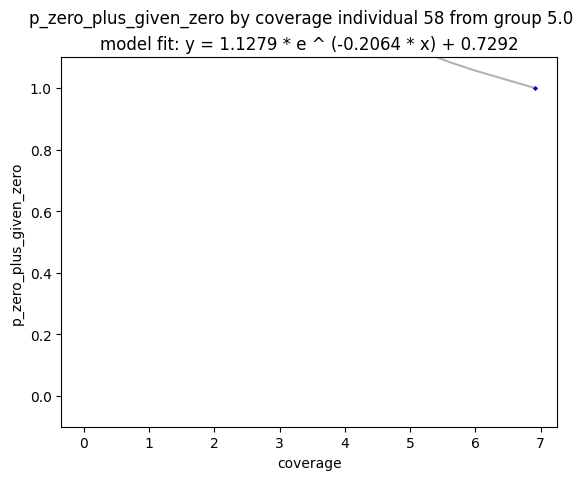 p_zero_plus_given_zero by coverage individual 58 from group 5.0
model fit: y = 1.1279 * e ^ (-0.2064 * x) + 0.7292
1.0
0.8
0.6
0.4
0.2
0.0
p_zero_plus_given_zero
0 1 2 3 4 5 6 7
coverage